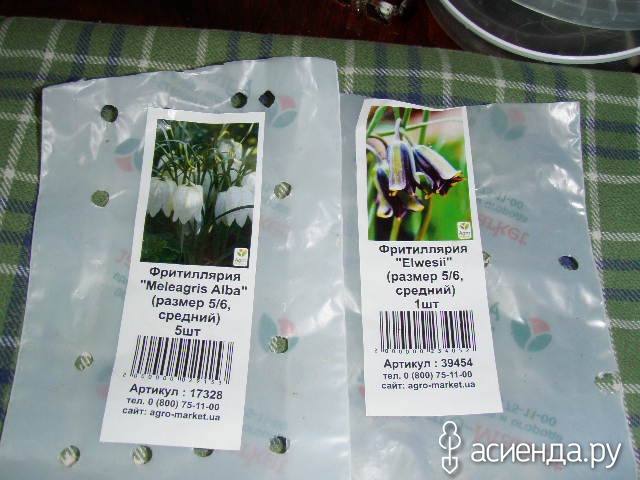 Фритиллярия
"Meleagris Alba"
(размер 5/6,
средний)
5шт
Артикул : 17328
тел. 0 (800) 75-11-00
сайт: agro-market.ua
Фритиллярия
"Elwesii"
(размер 5/6,
средний)
1шт
Артикул : 39454
тел. 0 (800) 75-11-00
сайт: agro-market.ua
асиенда.ру